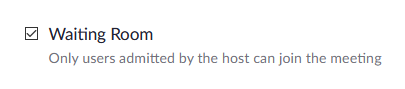 Waiting Room
Only users admitted by the host can join the meeting